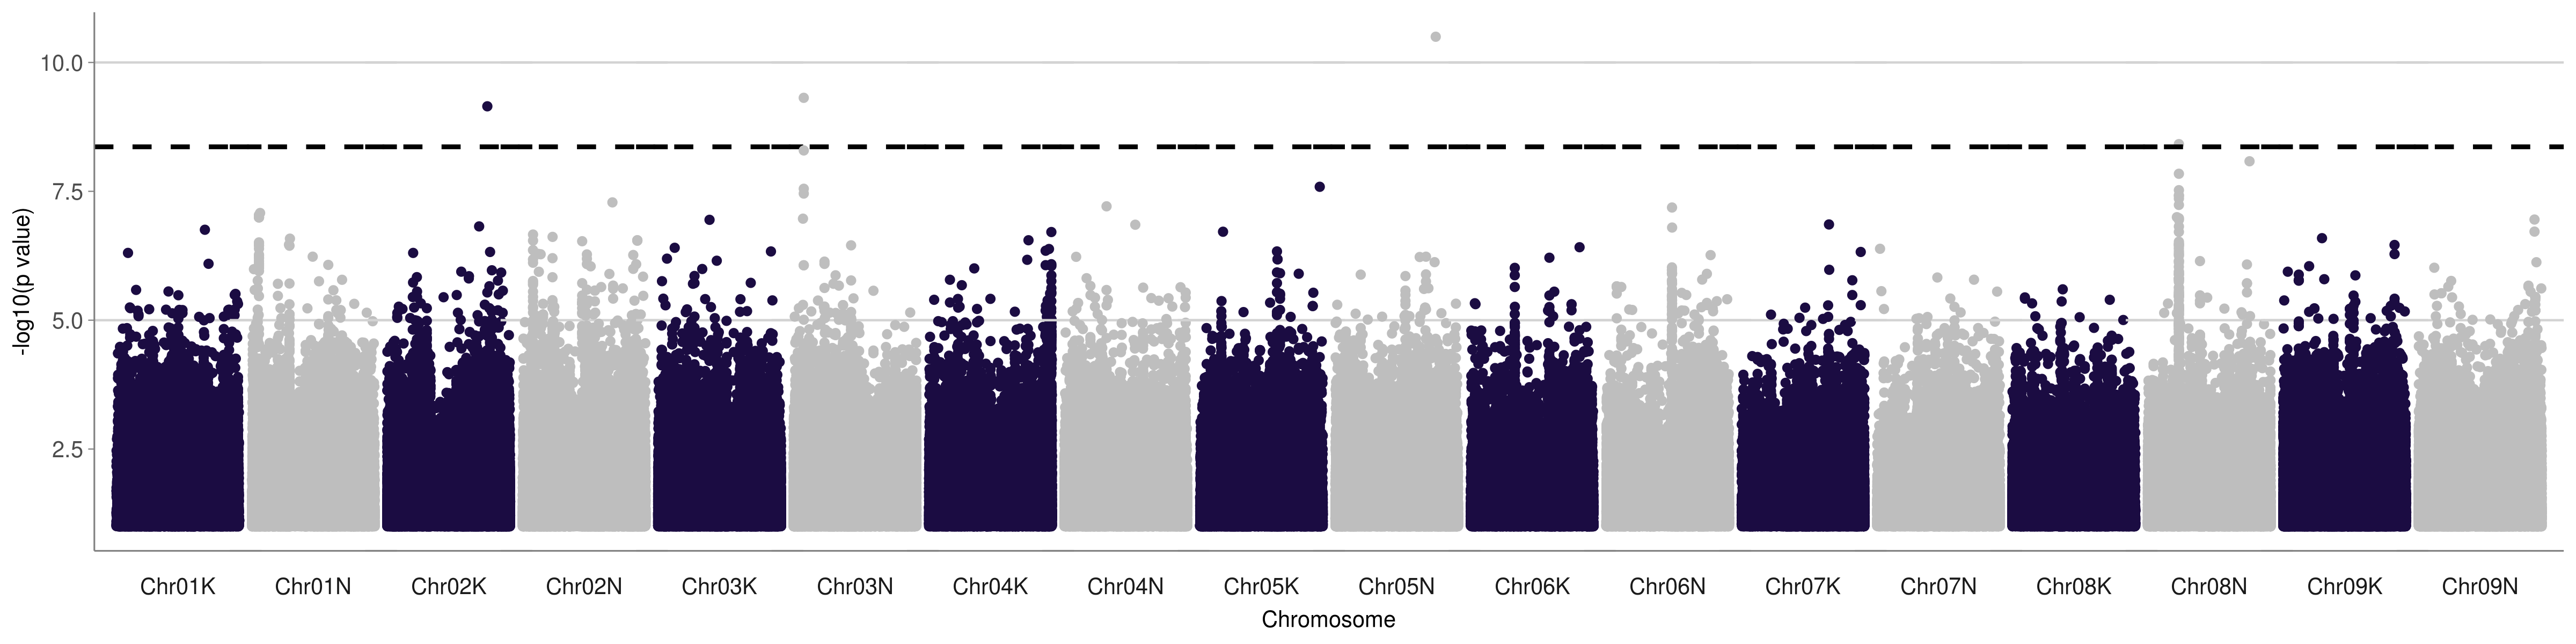 10.0
7.5
5.0
2.5
-log10(p value)
Chr01K Chr01N Chr02K Chr02N Chr03K Chr03N Chr04K Chr04N Chr05K Chr05N Chr06K Chr06N Chr07K Chr07N Chr08K Chr08N Chr09K Chr09N
Chromosome